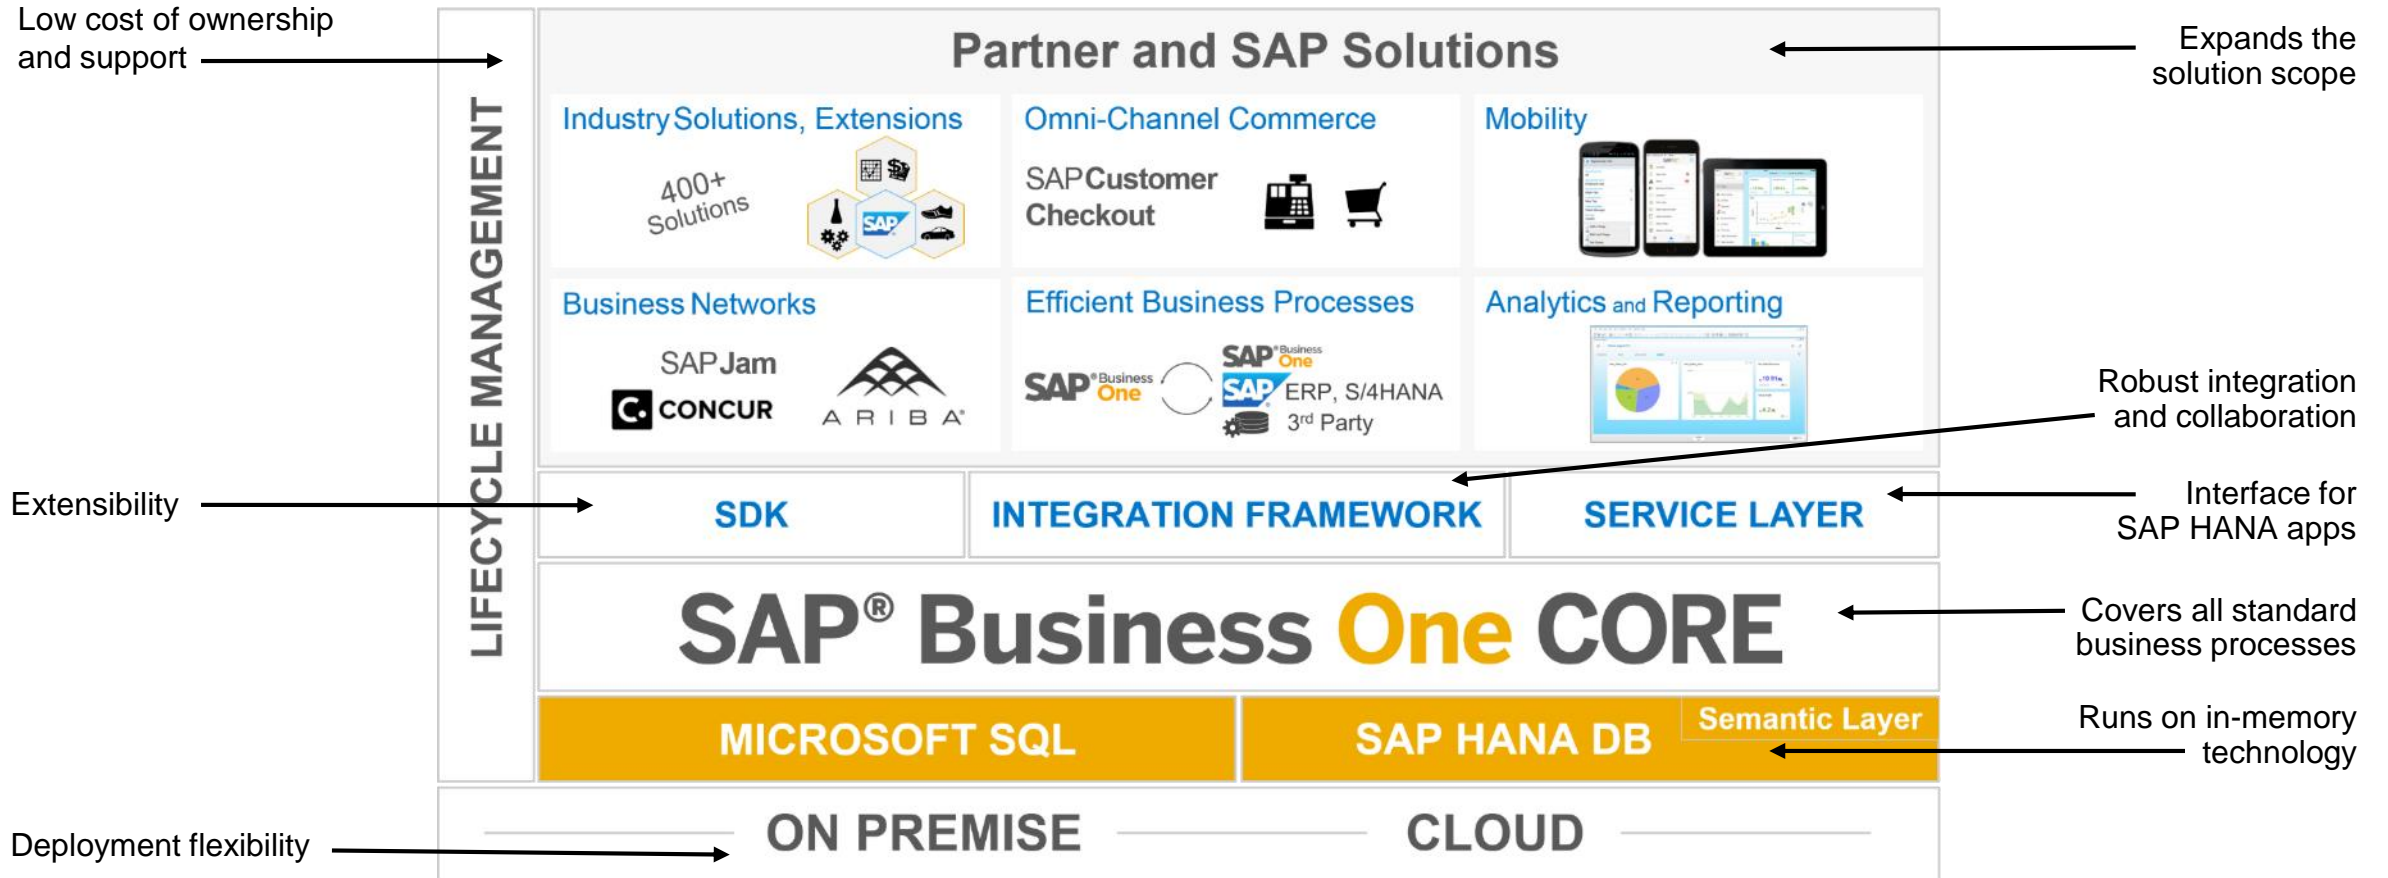 Low cost of ownership
and support
Partner and SAP Solutions
Expands the
solution scope
LIFECYCLE MANAGEMENT
Industry Solutions, Extensions
400+
Solutions
SAP
Omni-Channel Commerce
SAP Customer
Checkout
Mobility
Business Networks
SAP Jam
C. CONCUR
ARIBA®
Efficient Business Processes
SAP® Business
One
SAP® Business
One
SAP ERP, S/4HANA
3rd Party
Analytics and Reporting
Robust integration
and collaboration
Extensibility
SDK
INTEGRATION FRAMEWORK
SERVICE LAYER
Interface for
SAP HANA apps
SAP® Business One CORE
Covers all standard
business processes
MICROSOFT SQL
SAP HANA DB
Semantic Layer
Runs on in-memory
technology
Deployment flexibility
ON PREMISE
CLOUD